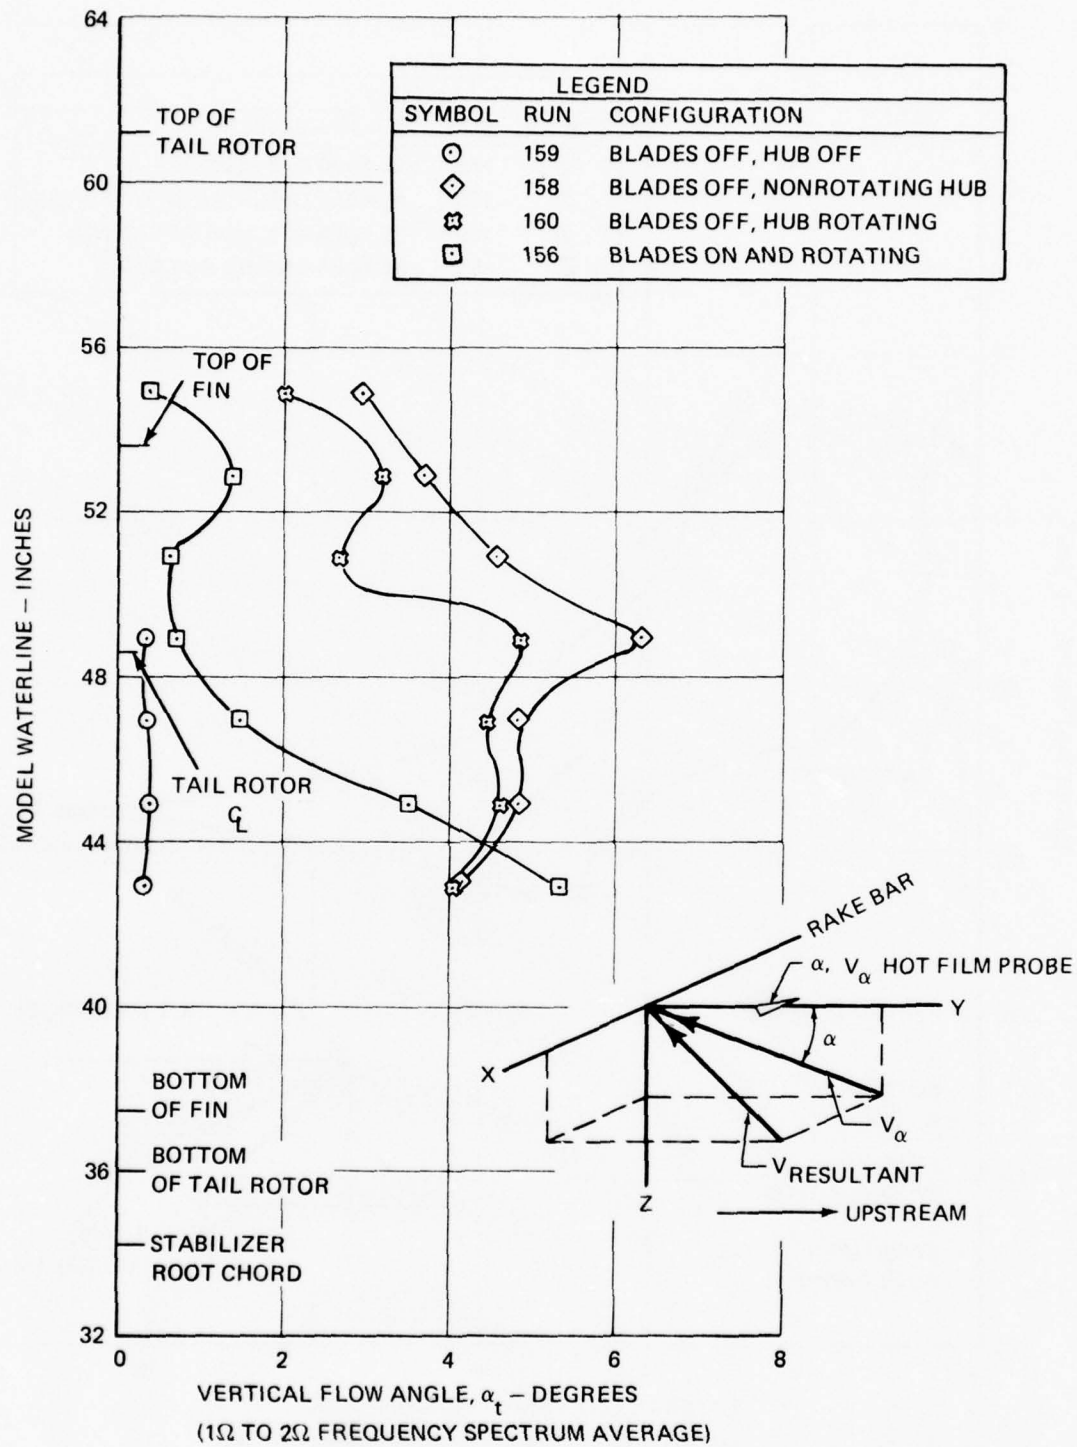 64
LEGEND
SYMBOL RUN CONFIGURATION
159 BLADES OFF, HUB OFF
158 BLADES OFF, NONROTATING HUB
160 BLADES OFF, HUB ROTATING
156 BLADES ON AND ROTATING
TOP OF
TAIL ROTOR
60
56
TOP OF
FIN
52
MODEL WATERLINE – INCHES
48
TAIL ROTOR
C̲L
44
RAKE BAR
α, Vα HOT FILM PROBE
40
Y
α
X
BOTTOM
OF FIN
Vα
BOTTOM
36
OF TAIL ROTOR
VRESULTANT
Z
UPSTREAM
STABILIZER
ROOT CHORD
32
0 2 4 6 8
VERTICAL FLOW ANGLE, αt – DEGREES
(1Ω TO 2Ω FREQUENCY SPECTRUM AVERAGE)